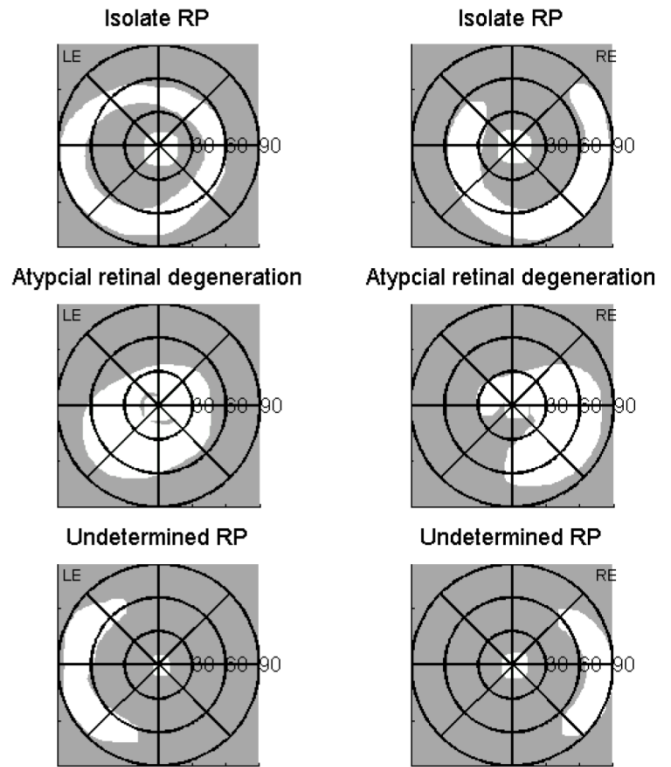 Isolate RP
Isolate RP
LE
30 60 90
RE
30 60 90
Atypcial retinal degeneration
Atypcial retinal degeneration
LE
30 60 90
RE
30 60 90
Undetermined RP
Undetermined RP
LE
30 60 90
RE
30 60 90